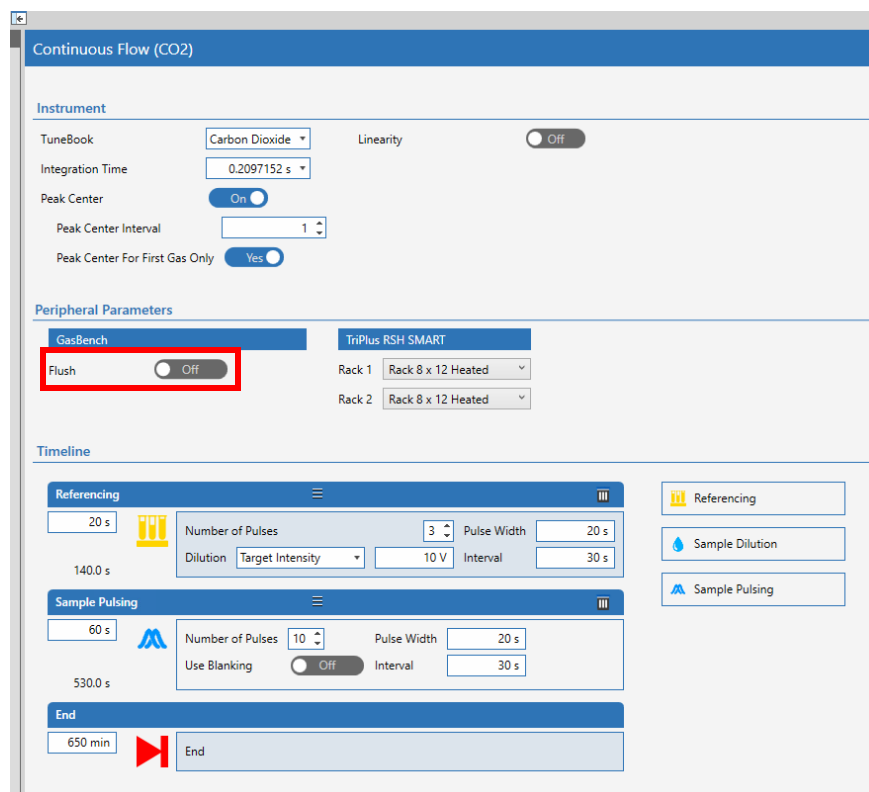 Continuous Flow (CO2)
Instrument
TuneBook Carbon Dioxide Linearity Off
Integration Time 0.2097152 s
Peak Center On
Peak Center Interval 1
Peak Center For First Gas Only Yes
Peripheral Parameters
GasBench TriPlus RSH SMART
Flush Off Rack 1 Rack 8 x 12 Heated
Rack 2 Rack 8 x 12 Heated
Timeline
Referencing
20 s Number of Pulses 3 Pulse Width 20 s
Dilution Target Intensity 10 V Interval 30 s
140.0 s
Sample Pulsing
60 s Number of Pulses 10 Pulse Width 20 s
Use Blanking Off Interval 30 s
530.0 s
End
650 min End
Referencing
Sample Dilution
Sample Pulsing